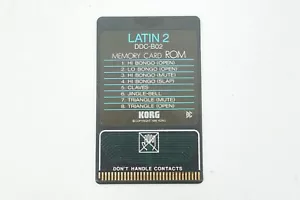 LATIN 2
DDC-B02
MEMORY CARD ROM
1. HI BONGO (OPEN)
2. LO BONGO (OPEN)
3. HI BONGO (MUTE)
4. HI BONGO (SLAP)
5. CLAVES
6. JINGLE-BELL
7. TRIANGLE (OPEN)
8. TRIANGLE (MUTE)
KORG
DON'T HANDLE CONTACTS